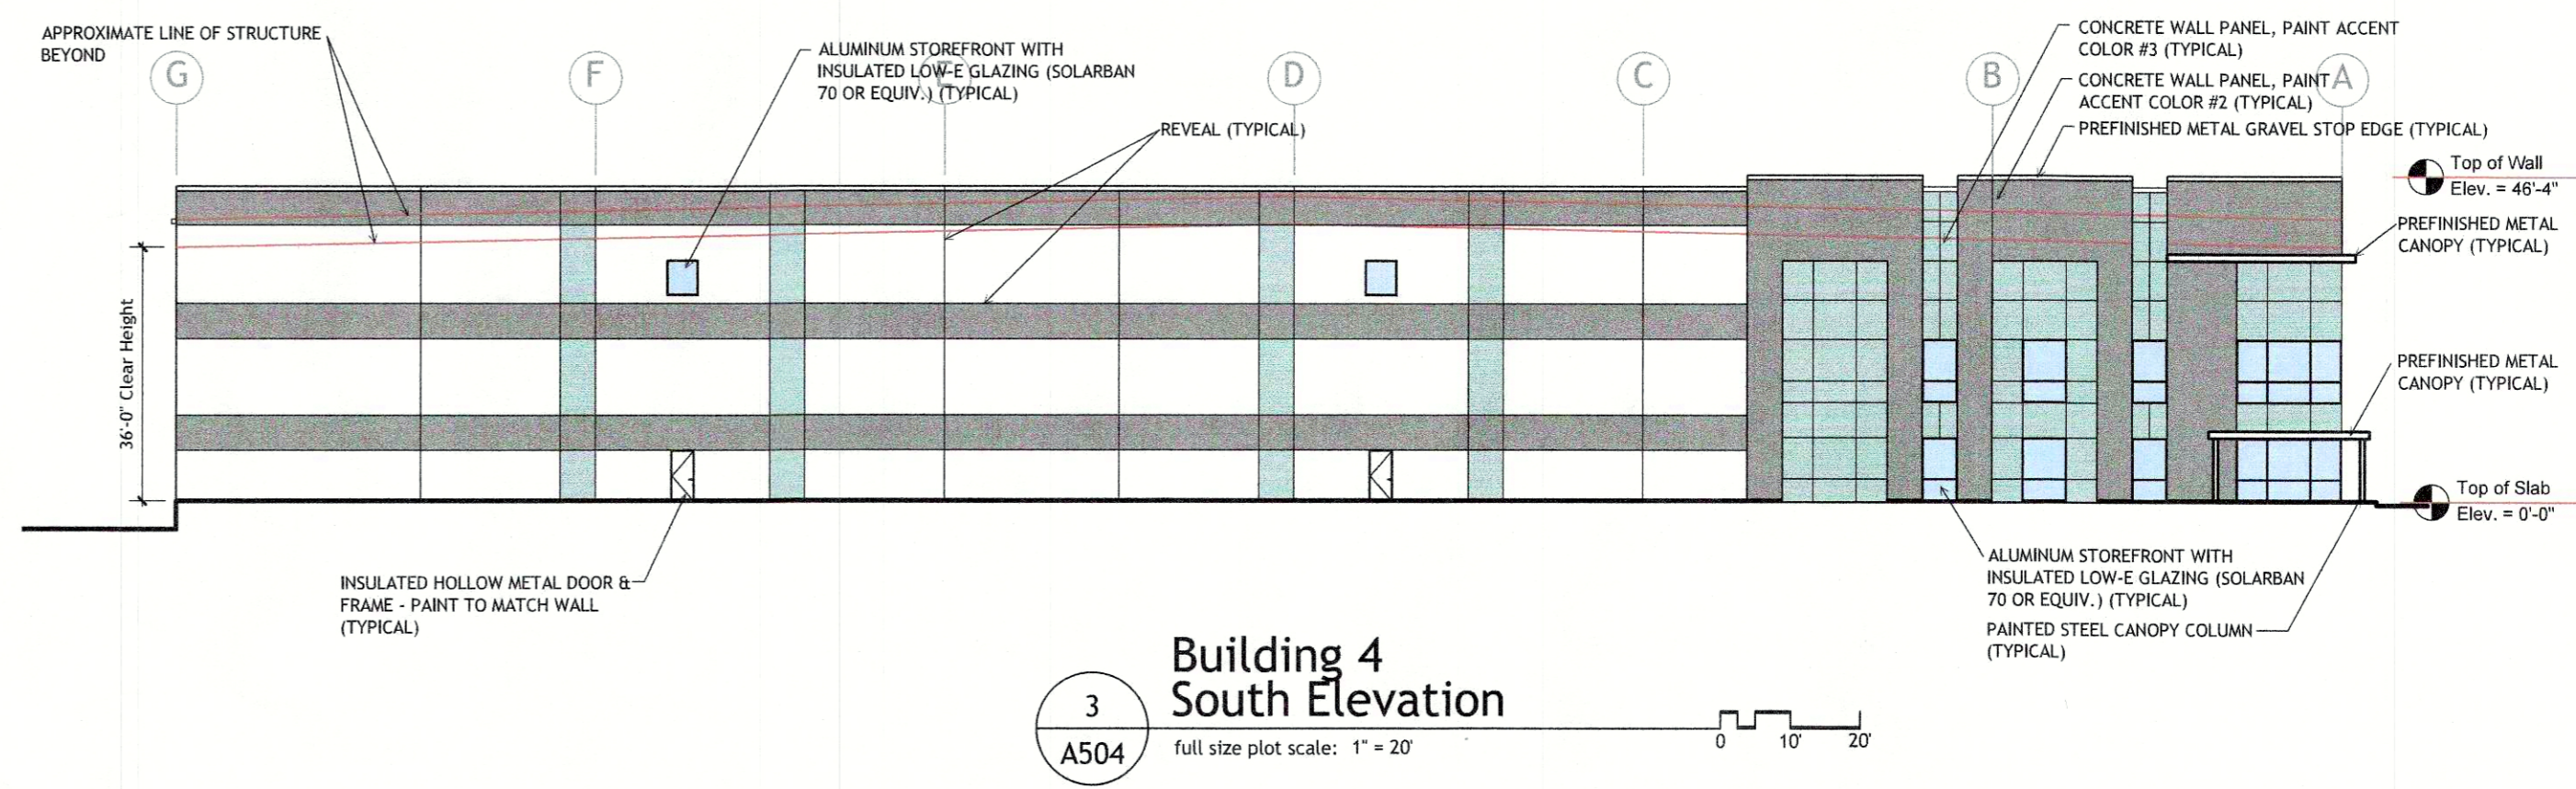 APPROXIMATE LINE OF STRUCTURE
BEYOND
G
F
ALUMINUM STOREFRONT WITH
INSULATED LOW-E GLAZING (SOLARBAN
70 OR EQUIV.) (TYPICAL)
E
REVEAL (TYPICAL)
D
C
B
A
CONCRETE WALL PANEL, PAINT ACCENT
COLOR #3 (TYPICAL)
CONCRETE WALL PANEL, PAINT
ACCENT COLOR #2 (TYPICAL)
PREFINISHED METAL GRAVEL STOP EDGE (TYPICAL)
Top of Wall
Elev. = 46'-4"
PREFINISHED METAL
CANOPY (TYPICAL)
36'-0" Clear Height
PREFINISHED METAL
CANOPY (TYPICAL)
Top of Slab
Elev. = 0'-0"
INSULATED HOLLOW METAL DOOR &
FRAME - PAINT TO MATCH WALL
(TYPICAL)
ALUMINUM STOREFRONT WITH
INSULATED LOW-E GLAZING (SOLARBAN
70 OR EQUIV.) (TYPICAL)
PAINTED STEEL CANOPY COLUMN
(TYPICAL)
3
A504
Building 4
South Elevation
full size plot scale: 1" = 20'
0 10' 20'